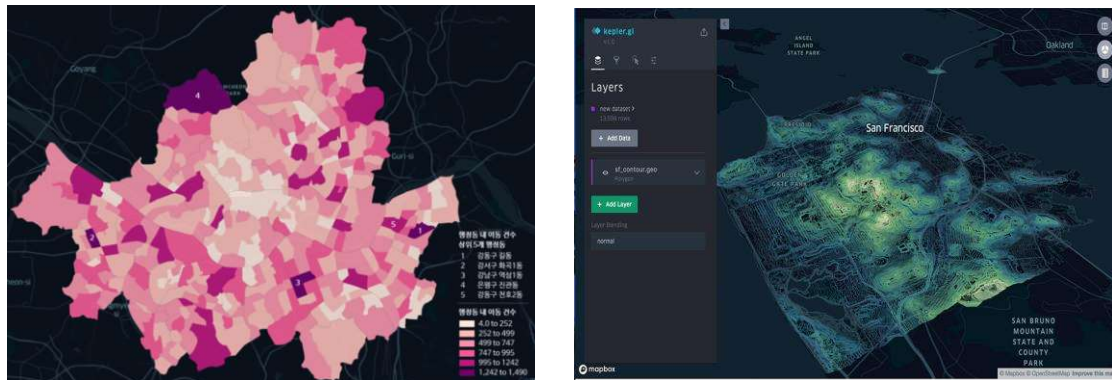 Goyang
4
Guri-si
5
1
2
3
행정동 내 이동 건수
상위 5개 행정동
1 강동구 길동
2 강서구 화곡1동
3 강남구 역삼1동
4 은평구 진관동
5 강동구 천호2동
행정동 내 이동 건수
4.0 to 252
252 to 499
499 to 747
747 to 995
995 to 1242
1,242 to 1,490
kepler.gl
Layers
new dataset
+ Add Data
sf_contour.geo
Polygon
+ Add Layer
Layer Blending
normal
mapbox
ANGEL
ISLAND
STATE PARK
Oakland
San Francisco
PRESIDIO
GOLDEN
GATE PARK
SAN BRUNO
MOUNTAIN
STATE AND
COUNTY
PARK
© Mapbox © OpenStreetMap Improve this ma